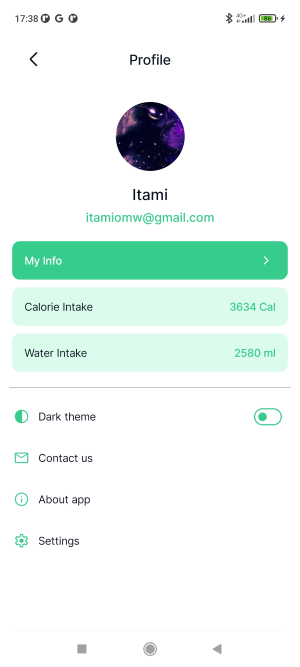 17:38
4G+ 86
Profile
Itami
itamiomw@gmail.com
My Info
Calorie Intake 3634 Cal
Water Intake 2580 ml
Dark theme
Contact us
About app
Settings